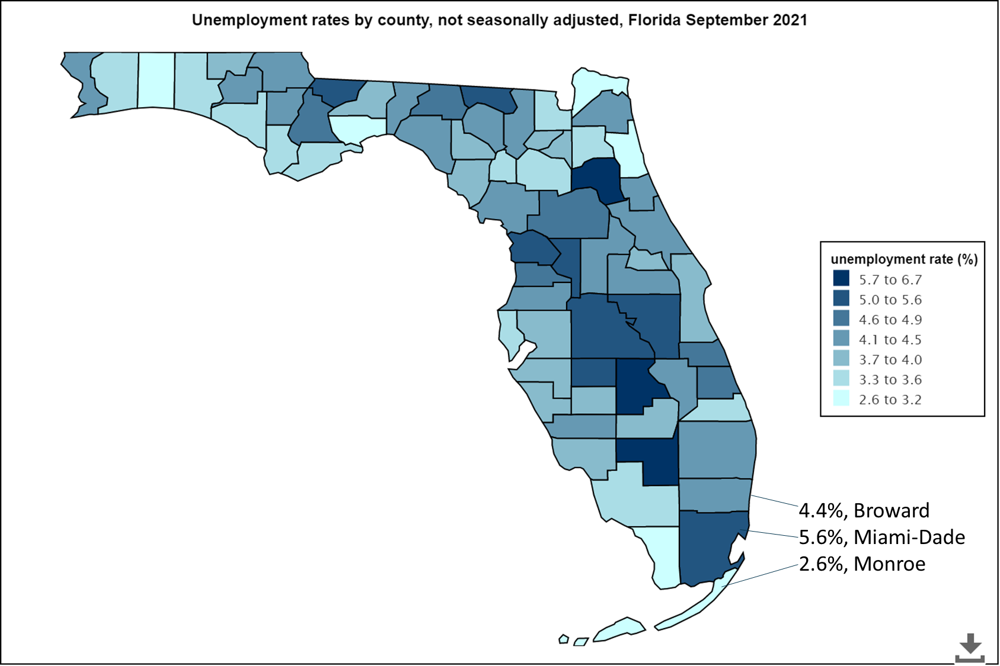 Unemployment rates by county, not seasonally adjusted, Florida September 2021
unemployment rate (%)
5.7 to 6.7
5.0 to 5.6
4.6 to 4.9
4.1 to 4.5
3.7 to 4.0
3.3 to 3.6
2.6 to 3.2
4.4%, Broward
5.6%, Miami-Dade
2.6%, Monroe